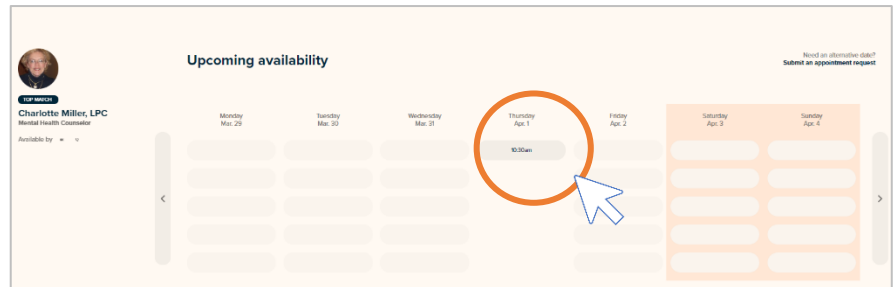 Upcoming availability
Need an alternative date?
Submit an appointment request
TOP MATCH
Charlotte Miller, LPC
Mental Health Counselor
Available by
Monday
Mar. 29
Tuesday
Mar. 30
Wednesday
Mar. 31
Thursday
Apr. 1
Friday
Apr. 2
Saturday
Apr. 3
Sunday
Apr. 4
10:30am